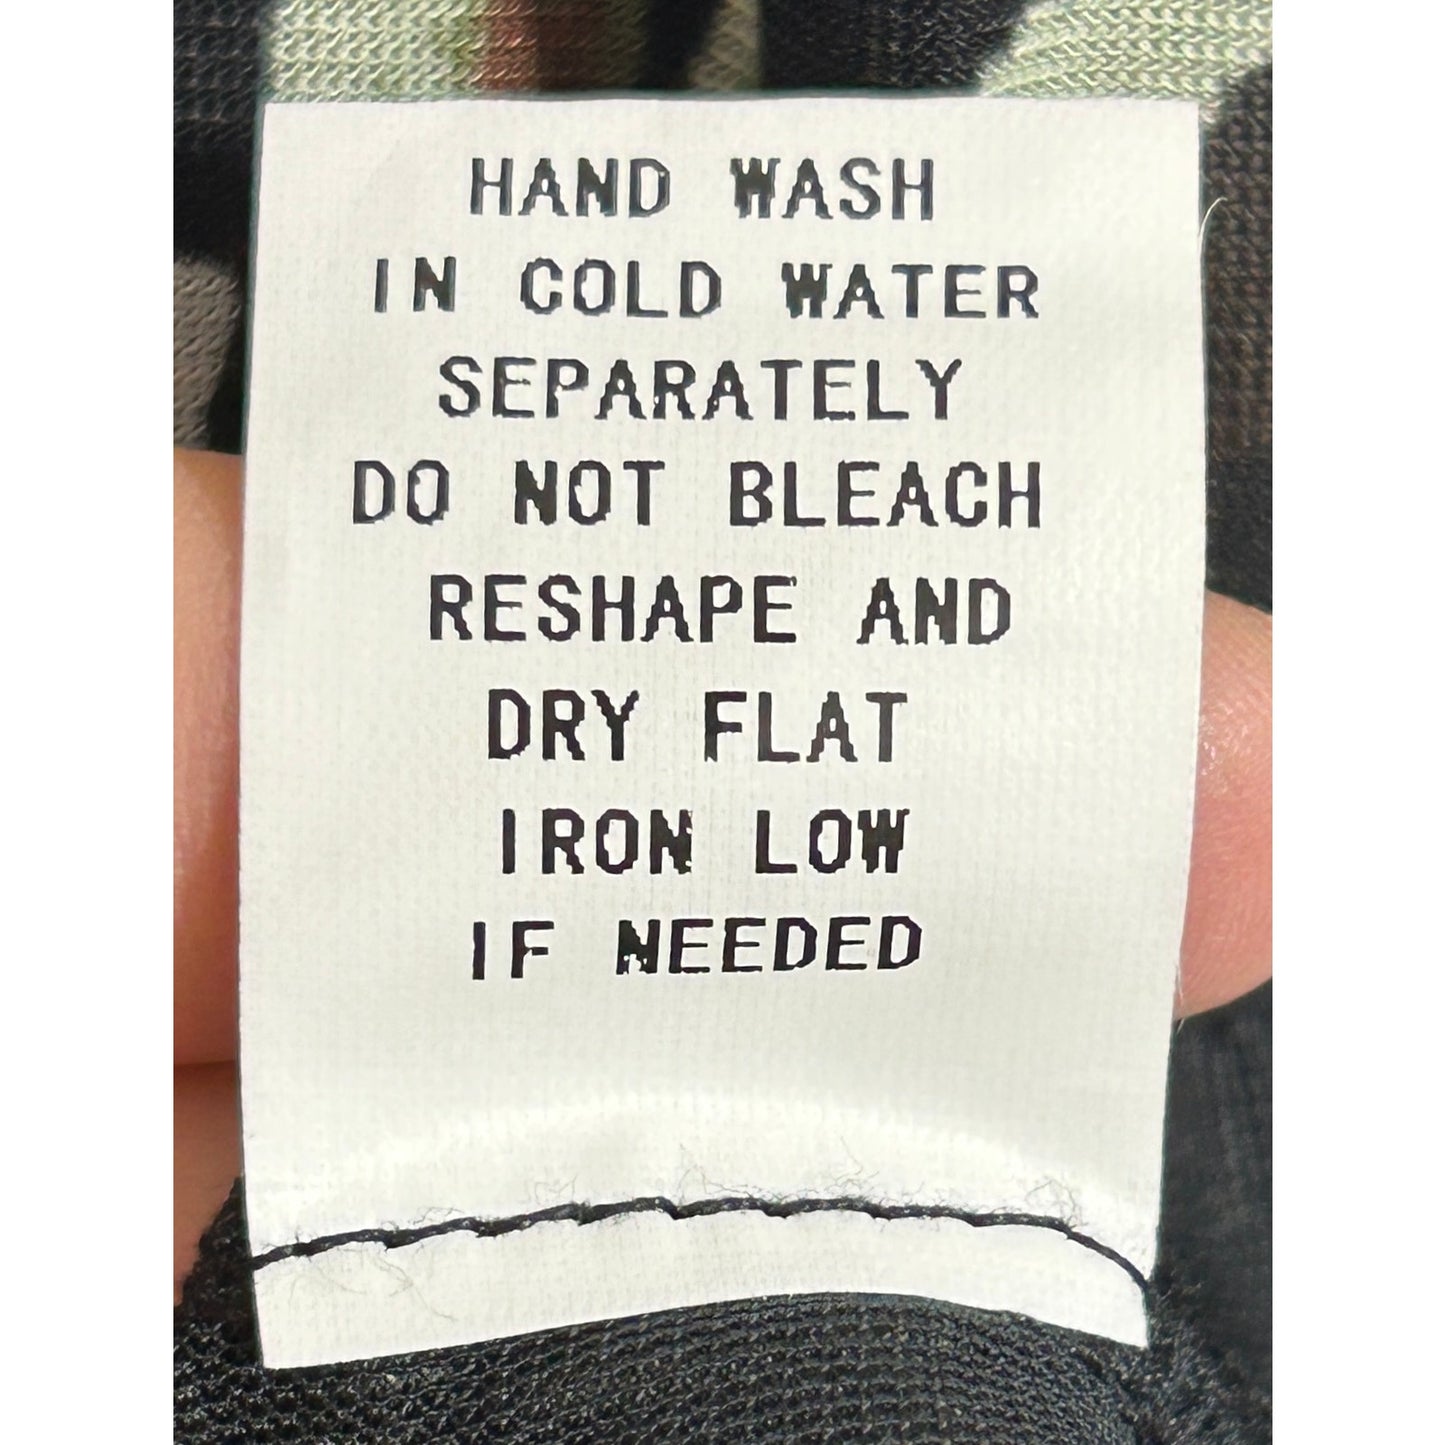 HAND WASH
IN COLD WATER
SEPARATELY
DO NOT BLEACH
RESHAPE AND
DRY FLAT
IRON LOW
IF NEEDED